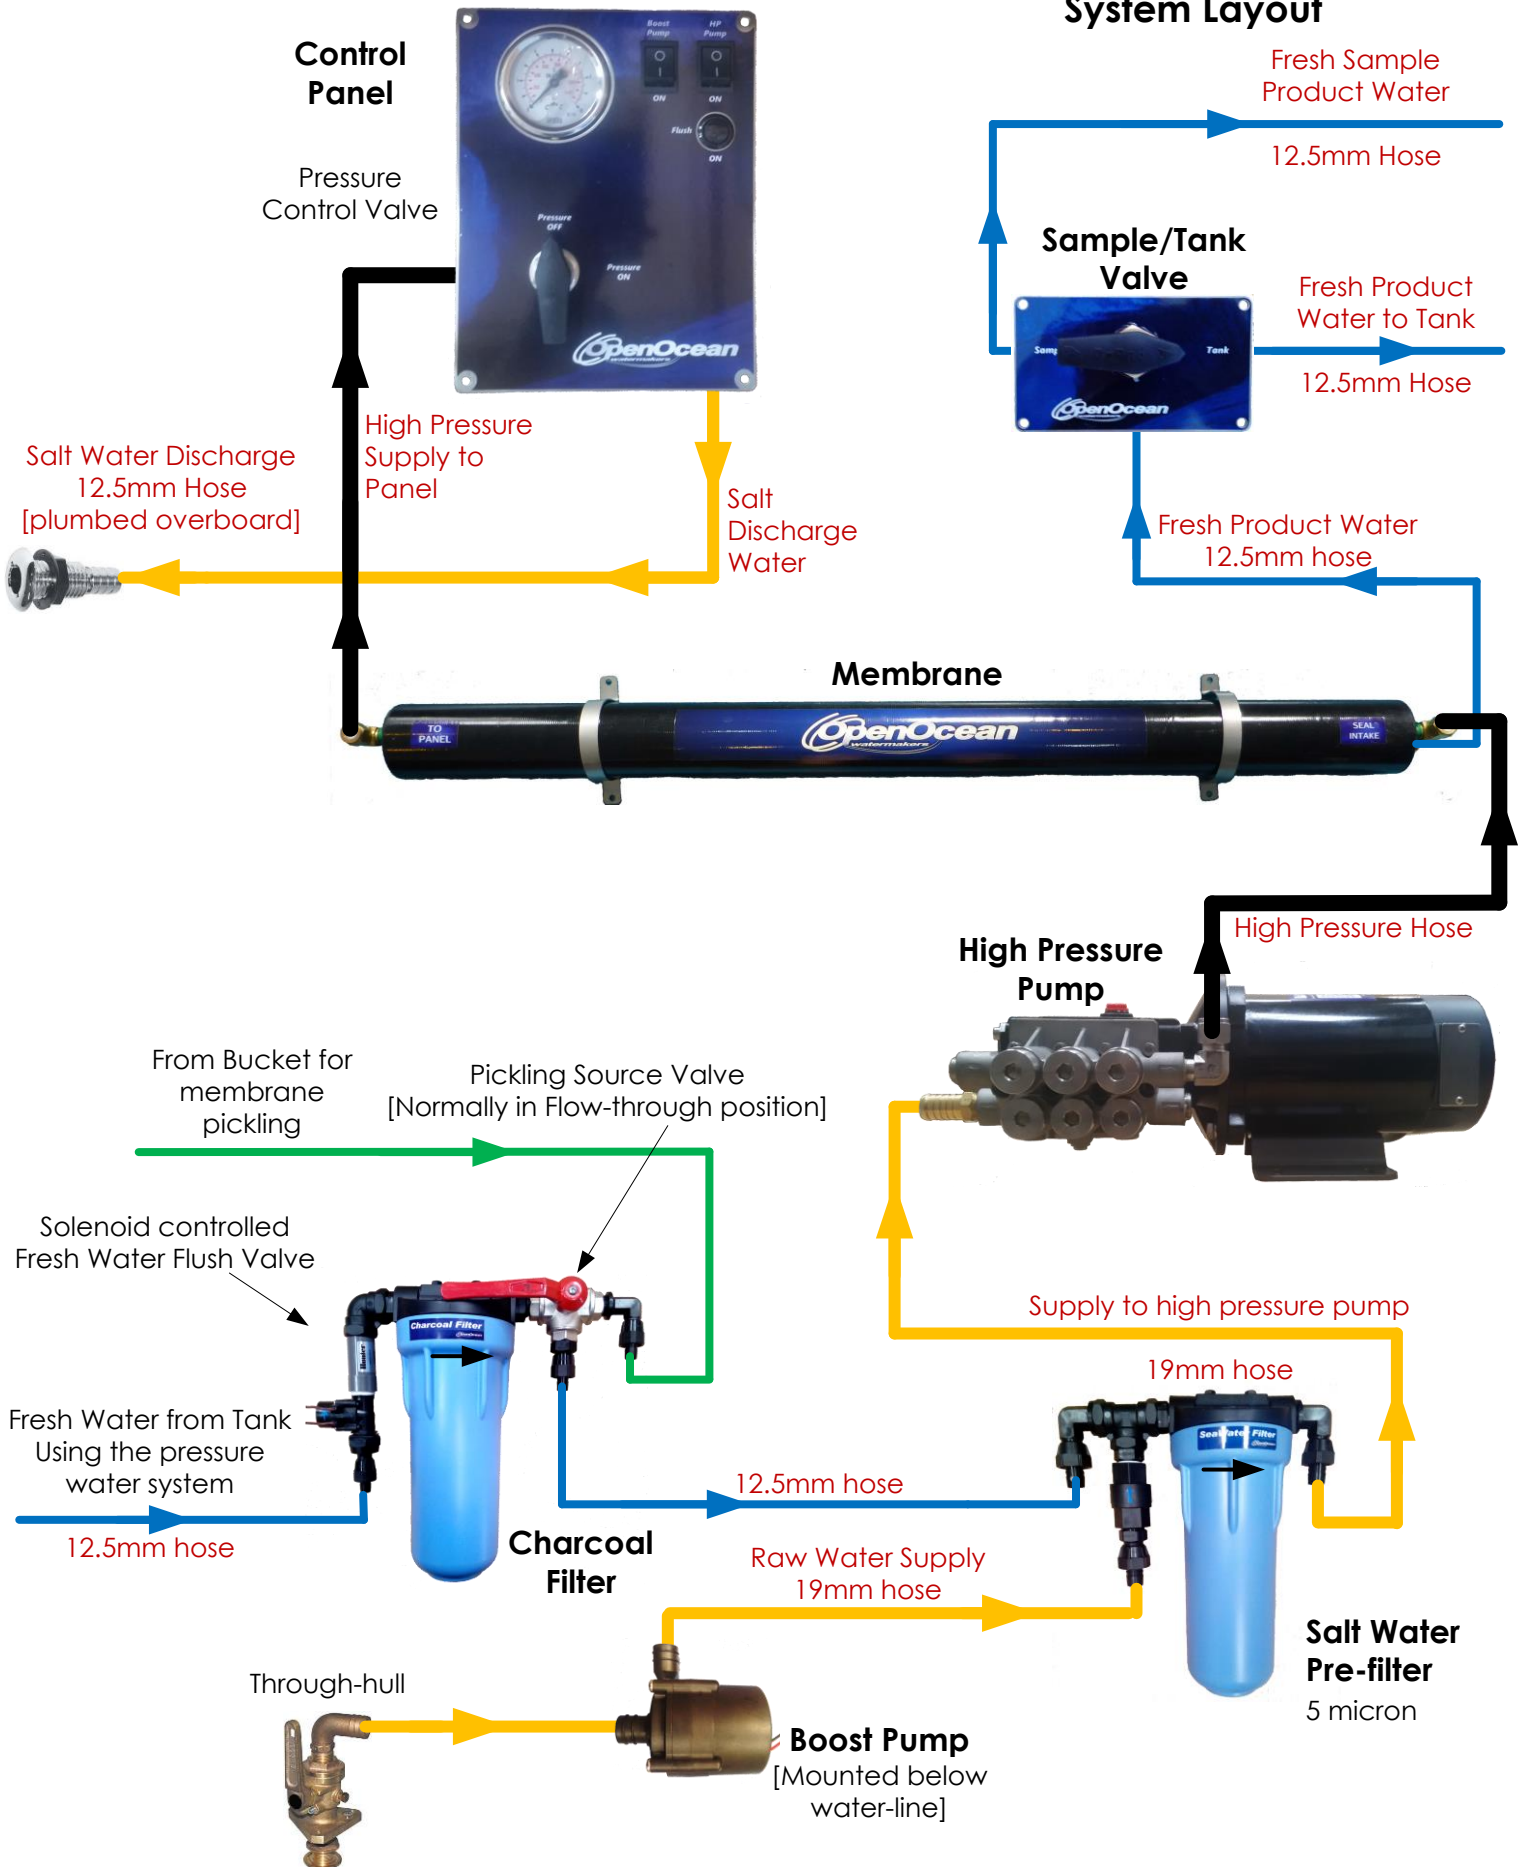 System Layout
Control
Panel
Boost
Pump
HP
Pump
ON
ON
Flush
ON
Pressure
Control Valve
Pressure
OFF
Pressure
ON
OpenOcean
watermakers
Fresh Sample
Product Water
12.5mm Hose
Sample/Tank
Valve
Tank
OpenOcean
Fresh Product
Water to Tank
12.5mm Hose
High Pressure
Supply to
Panel
Salt Water Discharge
12.5mm Hose
[plumbed overboard]
Salt
Discharge
Water
Fresh Product Water
12.5mm hose
Membrane
TO
PANEL
OpenOcean
watermakers
SEAL
INTAKE
High Pressure Hose
High Pressure
Pump
From Bucket for
membrane
pickling
Pickling Source Valve
[Normally in Flow-through position]
Solenoid controlled
Fresh Water Flush Valve
Charcoal Filter
Hunter
Supply to high pressure pump
19mm hose
SeaWater Filter
Fresh Water from Tank
Using the pressure
water system
12.5mm hose
12.5mm hose
Charcoal
Filter
Raw Water Supply
19mm hose
Salt Water
Pre-filter
5 micron
Through-hull
Boost Pump
[Mounted below
water-line]